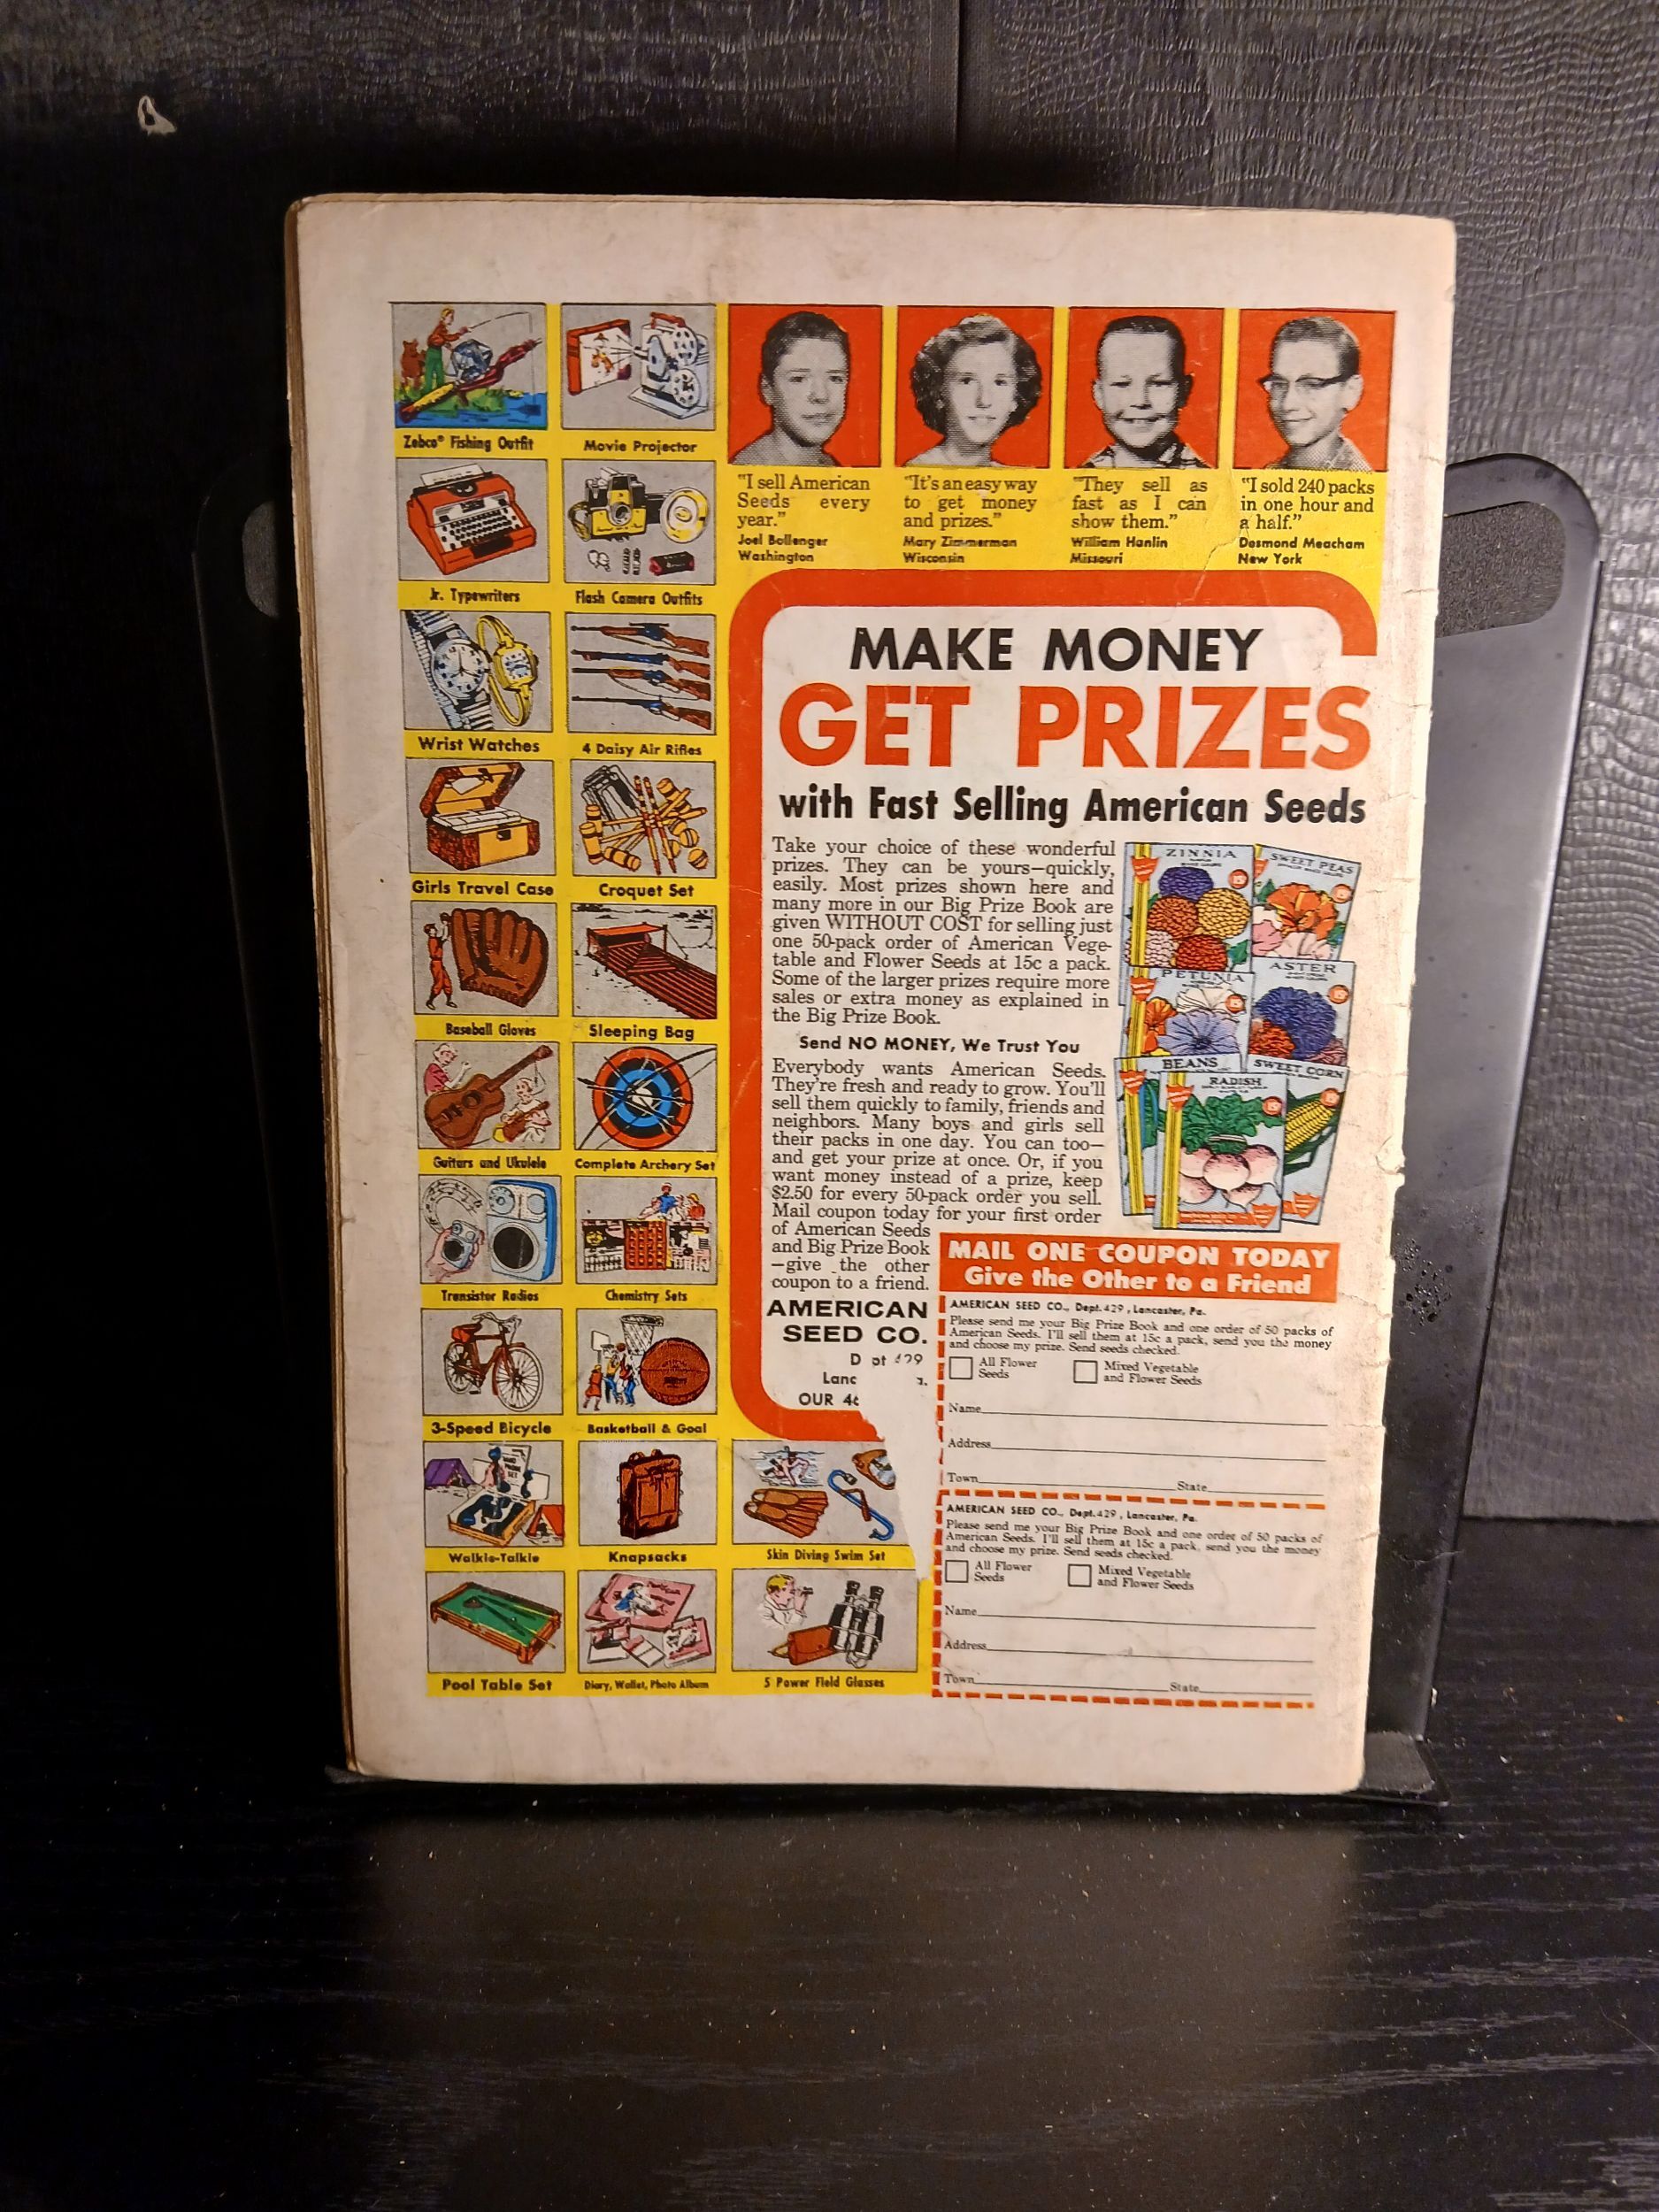 Zebco® Fishing Outfit
Movie Projector
Jr. Typewriters
Flash Camera Outfits
Wrist Watches
4 Daisy Air Rifles
Girls Travel Case
Croquet Set
Baseball Gloves
Sleeping Bag
Guitars and Ukulele
Complete Archery Set
Transistor Radios
Chemistry Sets
3-Speed Bicycle
Basketball & Goal
Walkie-Talkie
Knapsacks
Skin Diving Swim Set
Pool Table Set
Diary, Wallet, Photo Album
5 Power Field Glasses
"I sell American
Seeds every
year."
Joel Bollenger
Washington
"It's an easy way
to get money
and prizes."
Mary Zimmerman
Wisconsin
"They sell as
fast as I can
show them."
William Hanlin
Missouri
"I sold 240 packs
in one hour and
a half."
Desmond Meacham
New York
MAKE MONEY
GET PRIZES
with Fast Selling American Seeds
Take your choice of these wonderful
prizes. They can be yours—quickly,
easily. Most prizes shown here and
many more in our Big Prize Book are
given WITHOUT COST for selling just
one 50-pack order of American Vege-
table and Flower Seeds at 15c a pack.
Some of the larger prizes require more
sales or extra money as explained in
the Big Prize Book.
Send NO MONEY, We Trust You
Everybody wants American Seeds.
They're fresh and ready to grow. You'll
sell them quickly to family, friends and
neighbors. Many boys and girls sell
their packs in one day. You can too—
and get your prize at once. Or, if you
want money instead of a prize, keep
$2.50 for every 50-pack order you sell.
Mail coupon today for your first order
of American Seeds
and Big Prize Book
—give the other
coupon to a friend.
AMERICAN
SEED CO.
429
OUR
ZINNIA
SWEET PEAS
PETUNIA
ASTER
BEANS
SWEET CORN
RADISH
MAIL ONE COUPON TODAY
Give the Other to a Friend
AMERICAN SEED CO., Dept. 429, Lancaster, Pa.
Please send me your Big Prize Book and one order of 50 packs of
American Seeds. I'll sell them at 15c a pack, send you the money
and choose my prize. Send seeds checked.
All Flower
Seeds
Mixed Vegetable
and Flower Seeds
Name
Address
Town State
AMERICAN SEED CO., Dept. 429, Lancaster, Pa.
Please send me your Big Prize Book and one order of 50 packs of
American Seeds. I'll sell them at 15c a pack, send you the money
and choose my prize. Send seeds checked.
All Flower
Seeds
Mixed Vegetable
and Flower Seeds
Name
Address
Town State